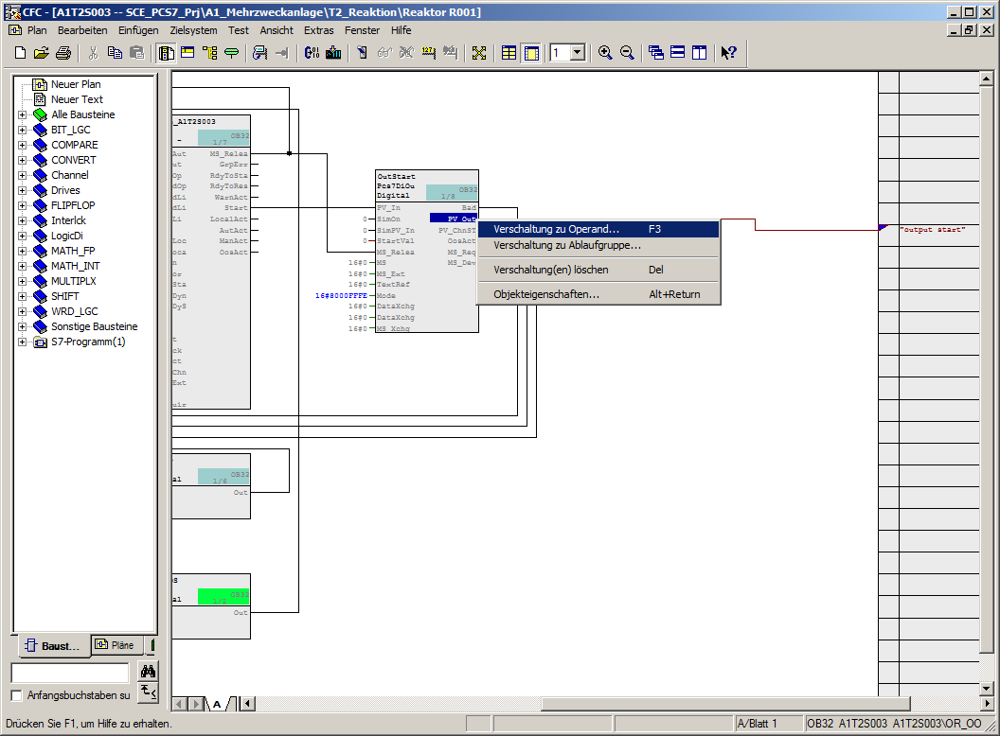 CFC - [A1T2S003 -- SCE_PCS7_Prj\A1_Mehrzweckanlage\T2_Reaktion\Reaktor R001]
Plan Bearbeiten Einfügen Zielsystem Test Ansicht Extras Fenster Hilfe
1
Neuer Plan
Neuer Text
Alle Bausteine
BIT_LGC
COMPARE
CONVERT
Channel
Drives
FLIPFLOP
Interlck
LogicDi
MATH_FP
MATH_INT
MULTIPLX
SHIFT
WRD_LGC
Sonstige Bausteine
S7-Programm(1)
Baust... Pläne
Anfangsbuchstaben su
_A1T2S003
- OB32
1/7
Aut MS_Relea
ut GrpErr
Op RdyToSta
dOp RdyToRes
dLi WarnAct
dLi Start
Li LocalAct
AutAct
Loc ManAct
oca OosAct
n
or
Sta
Dyn
DyS
t
ck
ct
Chn
Ext
ulr
OutStart
Pcs7DiOu OB32
Digital 1/8
PV_In Bad
0 SimOn PV_Out
0 SimPV_In PV_ChnST
0 StartVal OosAct
MS_Relea MS_Req
16#0 MS MS_Dev
16#0 MS_Ext
16#0 TextRef
16#8000FFFE Mode
16#0 DataXchg
16#0 DataXchg
16#0 MS_Xchg
Verschaltung zu Operand... F3
Verschaltung zu Ablaufgruppe...
Verschaltung(en) löschen Del
Objekteigenschaften... Alt+Return
"output start"
OB32
al 1/6
Out
S
OB32
al 1/2
Out
A
Drücken Sie F1, um Hilfe zu erhalten.
A/Blatt 1
OB32 A1T2S003 A1T2S003\OR_OO